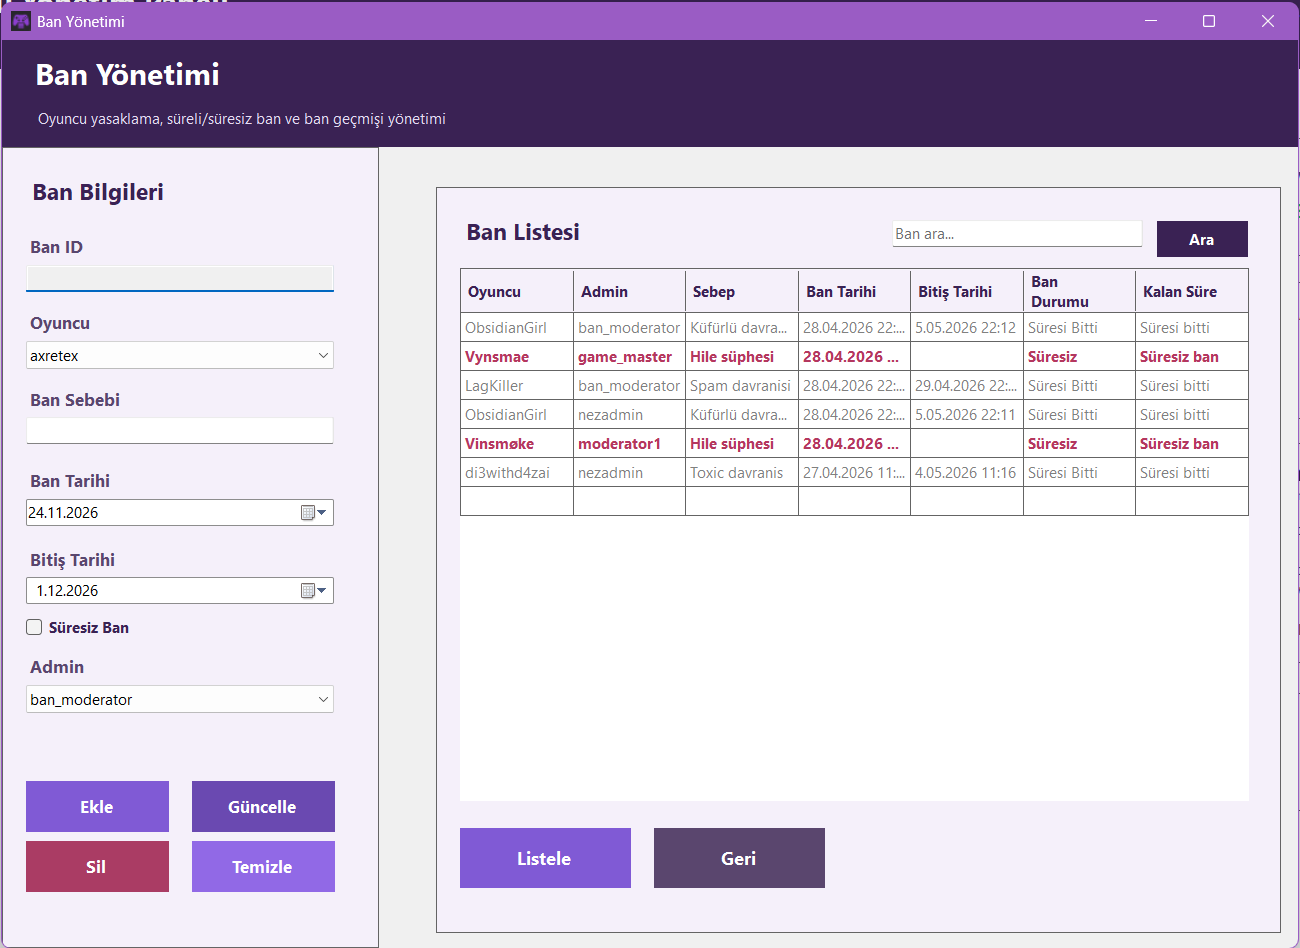 Ban Yönetimi
Ban Yönetimi
Oyuncu yasaklama, süreli/süresiz ban ve ban geçmişi yönetimi
Ban Bilgileri
Ban ID
Oyuncu
axretex
Ban Sebebi
Ban Tarihi
24.11.2026
Bitiş Tarihi
1.12.2026
Süresiz Ban
Admin
ban_moderator
Ekle
Güncelle
Sil
Temizle
Ban Listesi
Ban ara...
Ara
Oyuncu Admin Sebep Ban Tarihi Bitiş Tarihi Ban Durumu Kalan Süre
ObsidianGirl ban_moderator Küfürlü davra... 28.04.2026 22:... 5.05.2026 22:12 Süresi Bitti Süresi bitti
Vynsmae game_master Hile süphesi 28.04.2026 ... Süresiz Süresiz ban
LagKiller ban_moderator Spam davranisi 28.04.2026 22:... 29.04.2026 22:... Süresi Bitti Süresi bitti
ObsidianGirl nezadmin Küfürlü davra... 28.04.2026 22:... 5.05.2026 22:11 Süresi Bitti Süresi bitti
Vinsmøke moderator1 Hile süphesi 28.04.2026 ... Süresiz Süresiz ban
di3withd4zai nezadmin Toxic davranis 27.04.2026 11:... 4.05.2026 11:16 Süresi Bitti Süresi bitti
Listele
Geri